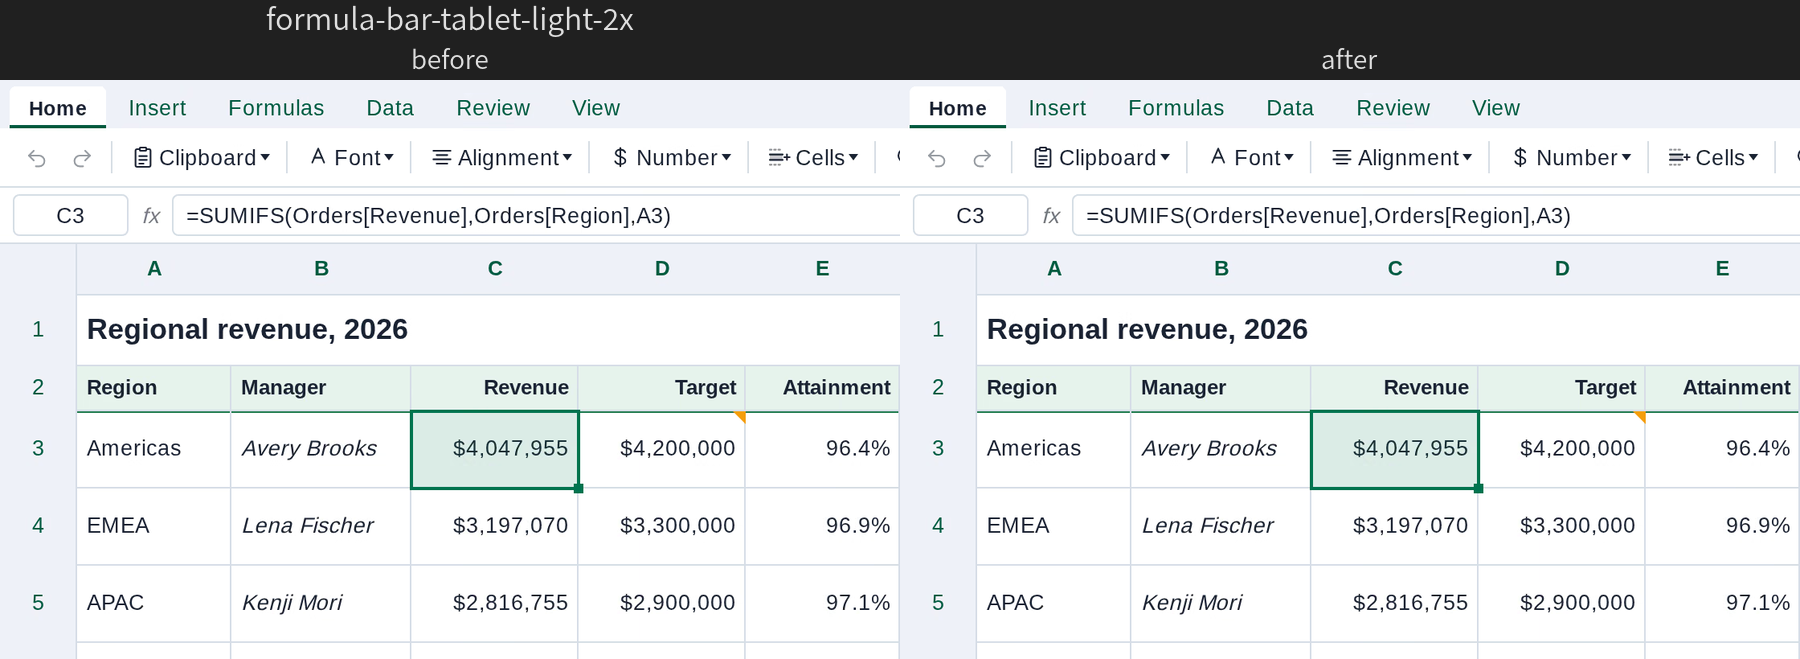 formula-bar-tablet-light-2x
before after
Home Insert Formulas Data Review View Home Insert Formulas Data Review View
Clipboard Font Alignment $ Number Cells Clipboard Font Alignment $ Number Cells
C3 fx =SUMIFS(Orders[Revenue],Orders[Region],A3) C3 fx =SUMIFS(Orders[Revenue],Orders[Region],A3)
A B C D E A B C D E
1 Regional revenue, 2026 1 Regional revenue, 2026
2 Region Manager Revenue Target Attainment 2 Region Manager Revenue Target Attainment
3 Americas Avery Brooks $4,047,955 $4,200,000 96.4% 3 Americas Avery Brooks $4,047,955 $4,200,000 96.4%
4 EMEA Lena Fischer $3,197,070 $3,300,000 96.9% 4 EMEA Lena Fischer $3,197,070 $3,300,000 96.9%
5 APAC Kenji Mori $2,816,755 $2,900,000 97.1% 5 APAC Kenji Mori $2,816,755 $2,900,000 97.1%